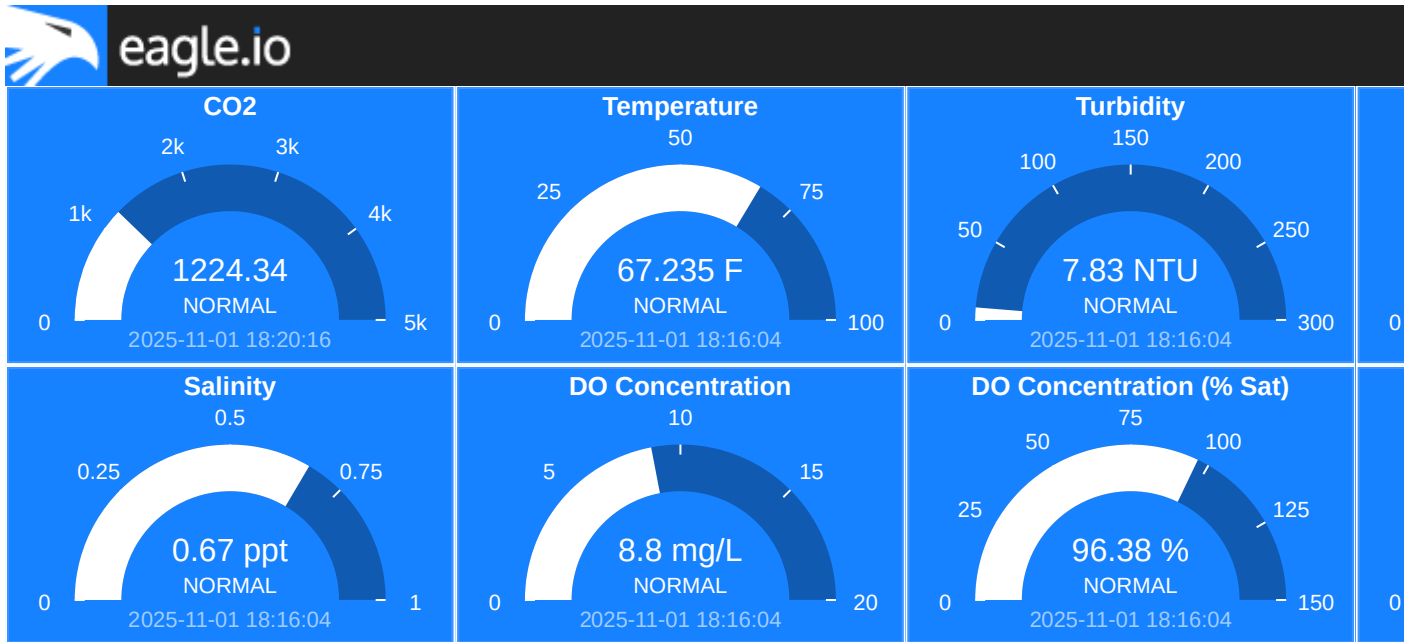 eagle.io
CO2
2k 3k
1k 4k
0 5k
1224.34
NORMAL
2025-11-01 18:20:16
Temperature
50
25 75
0 100
67.235 F
NORMAL
2025-11-01 18:16:04
Turbidity
150
100 200
50 250
0 300
7.83 NTU
NORMAL
2025-11-01 18:16:04
0
Salinity
0.5
0.25 0.75
0 1
0.67 ppt
NORMAL
2025-11-01 18:16:04
DO Concentration
10
5 15
0 20
8.8 mg/L
NORMAL
2025-11-01 18:16:04
DO Concentration (% Sat)
75
50 100
25 125
0 150
96.38 %
NORMAL
2025-11-01 18:16:04
0